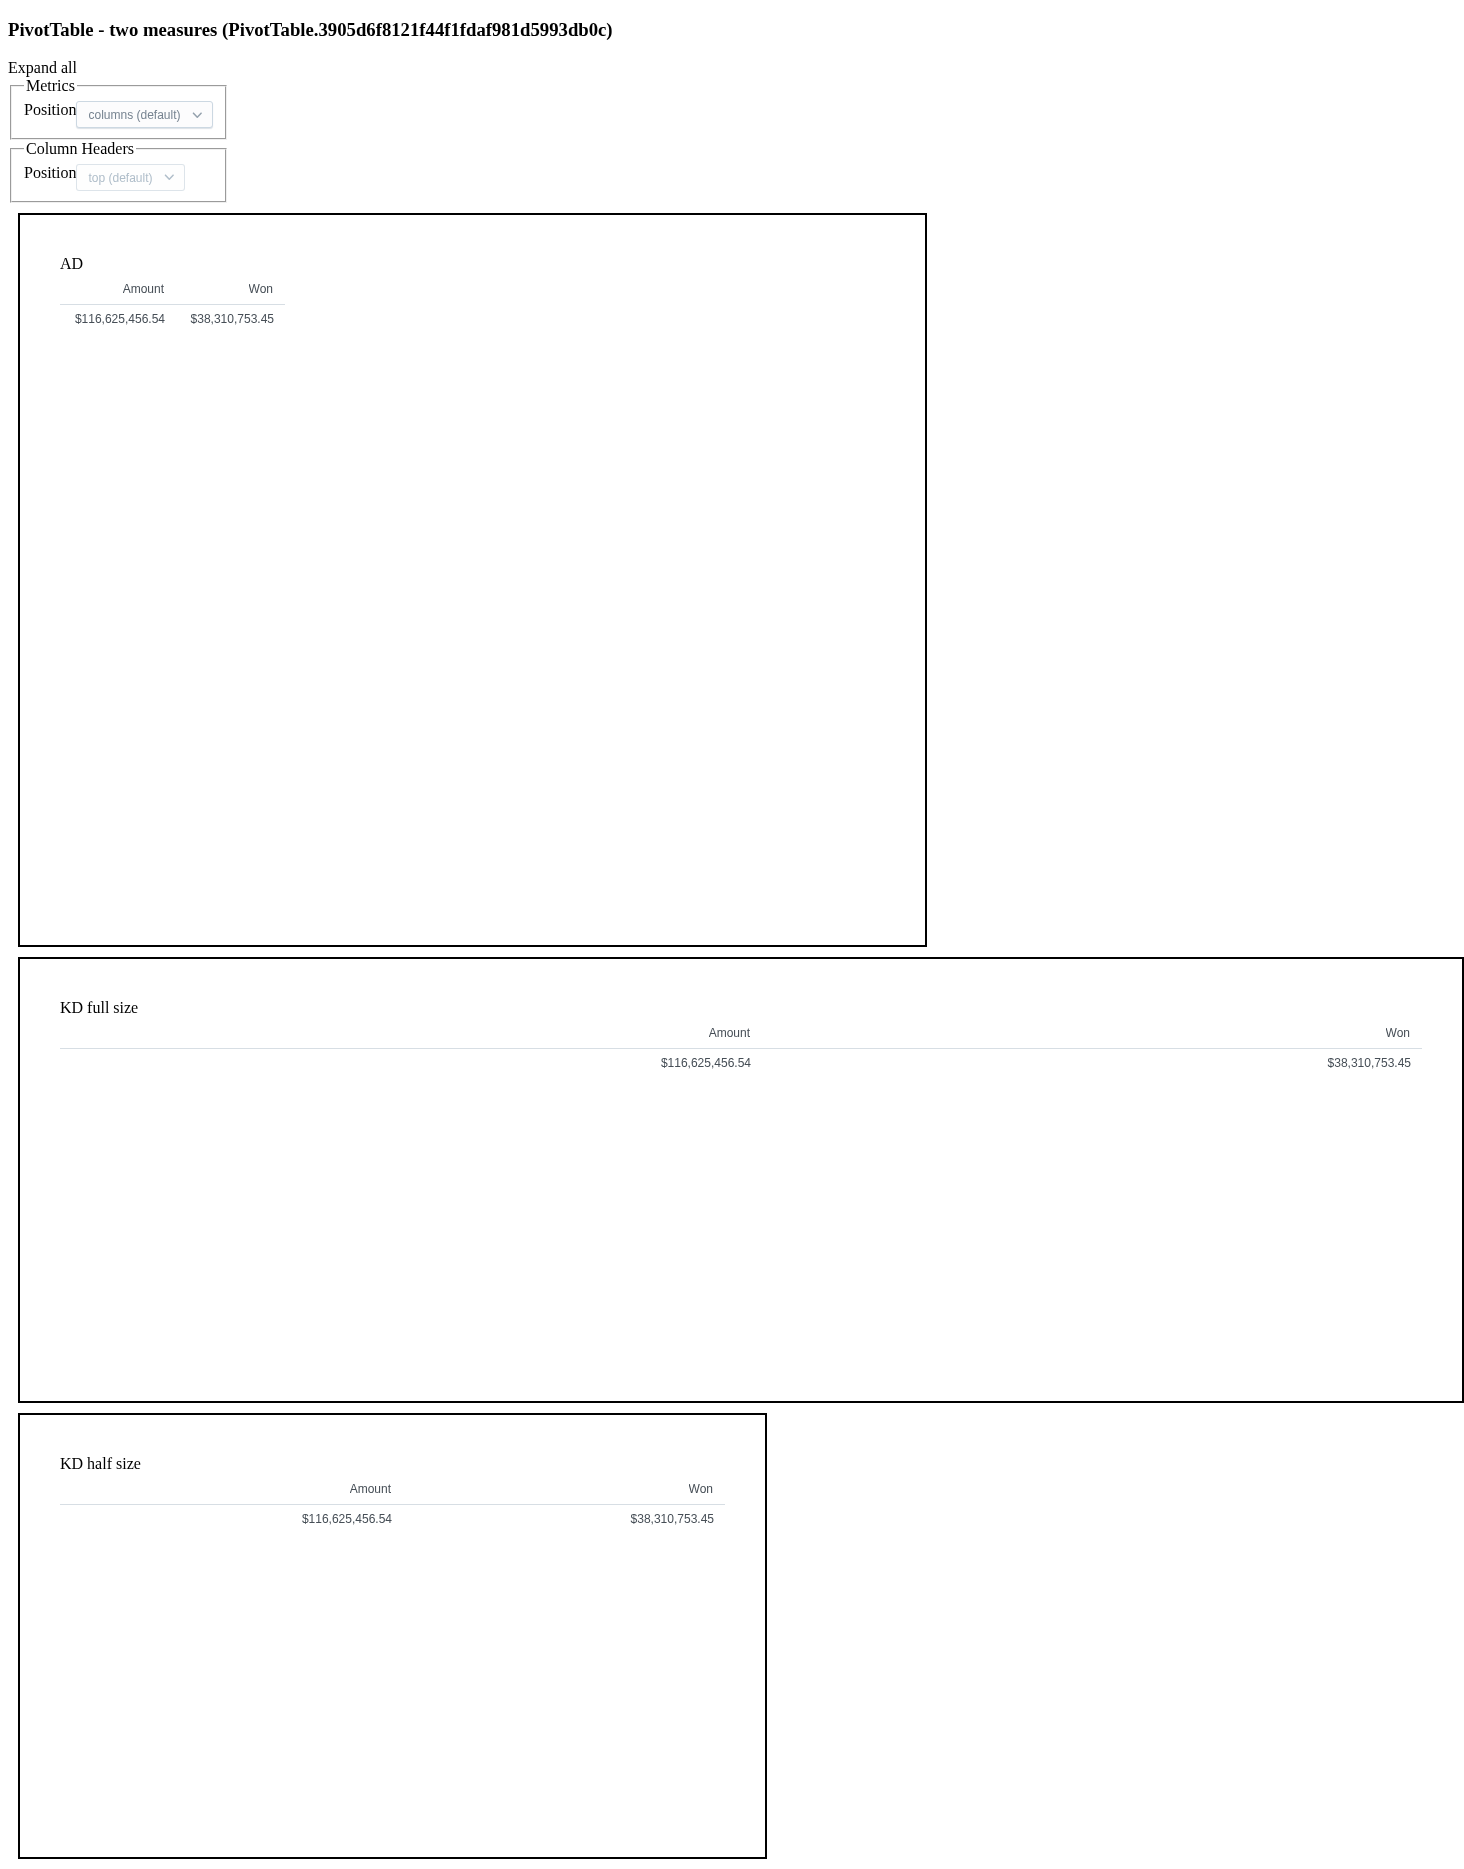 PivotTable - two measures (PivotTable.3905d6f8121f44f1fdaf981d5993db0c)
Expand all
Metrics
Position columns (default)
Column Headers
Position top (default)
AD
Amount Won
$116,625,456.54 $38,310,753.45
KD full size
Amount Won
$116,625,456.54 $38,310,753.45
KD half size
Amount Won
$116,625,456.54 $38,310,753.45